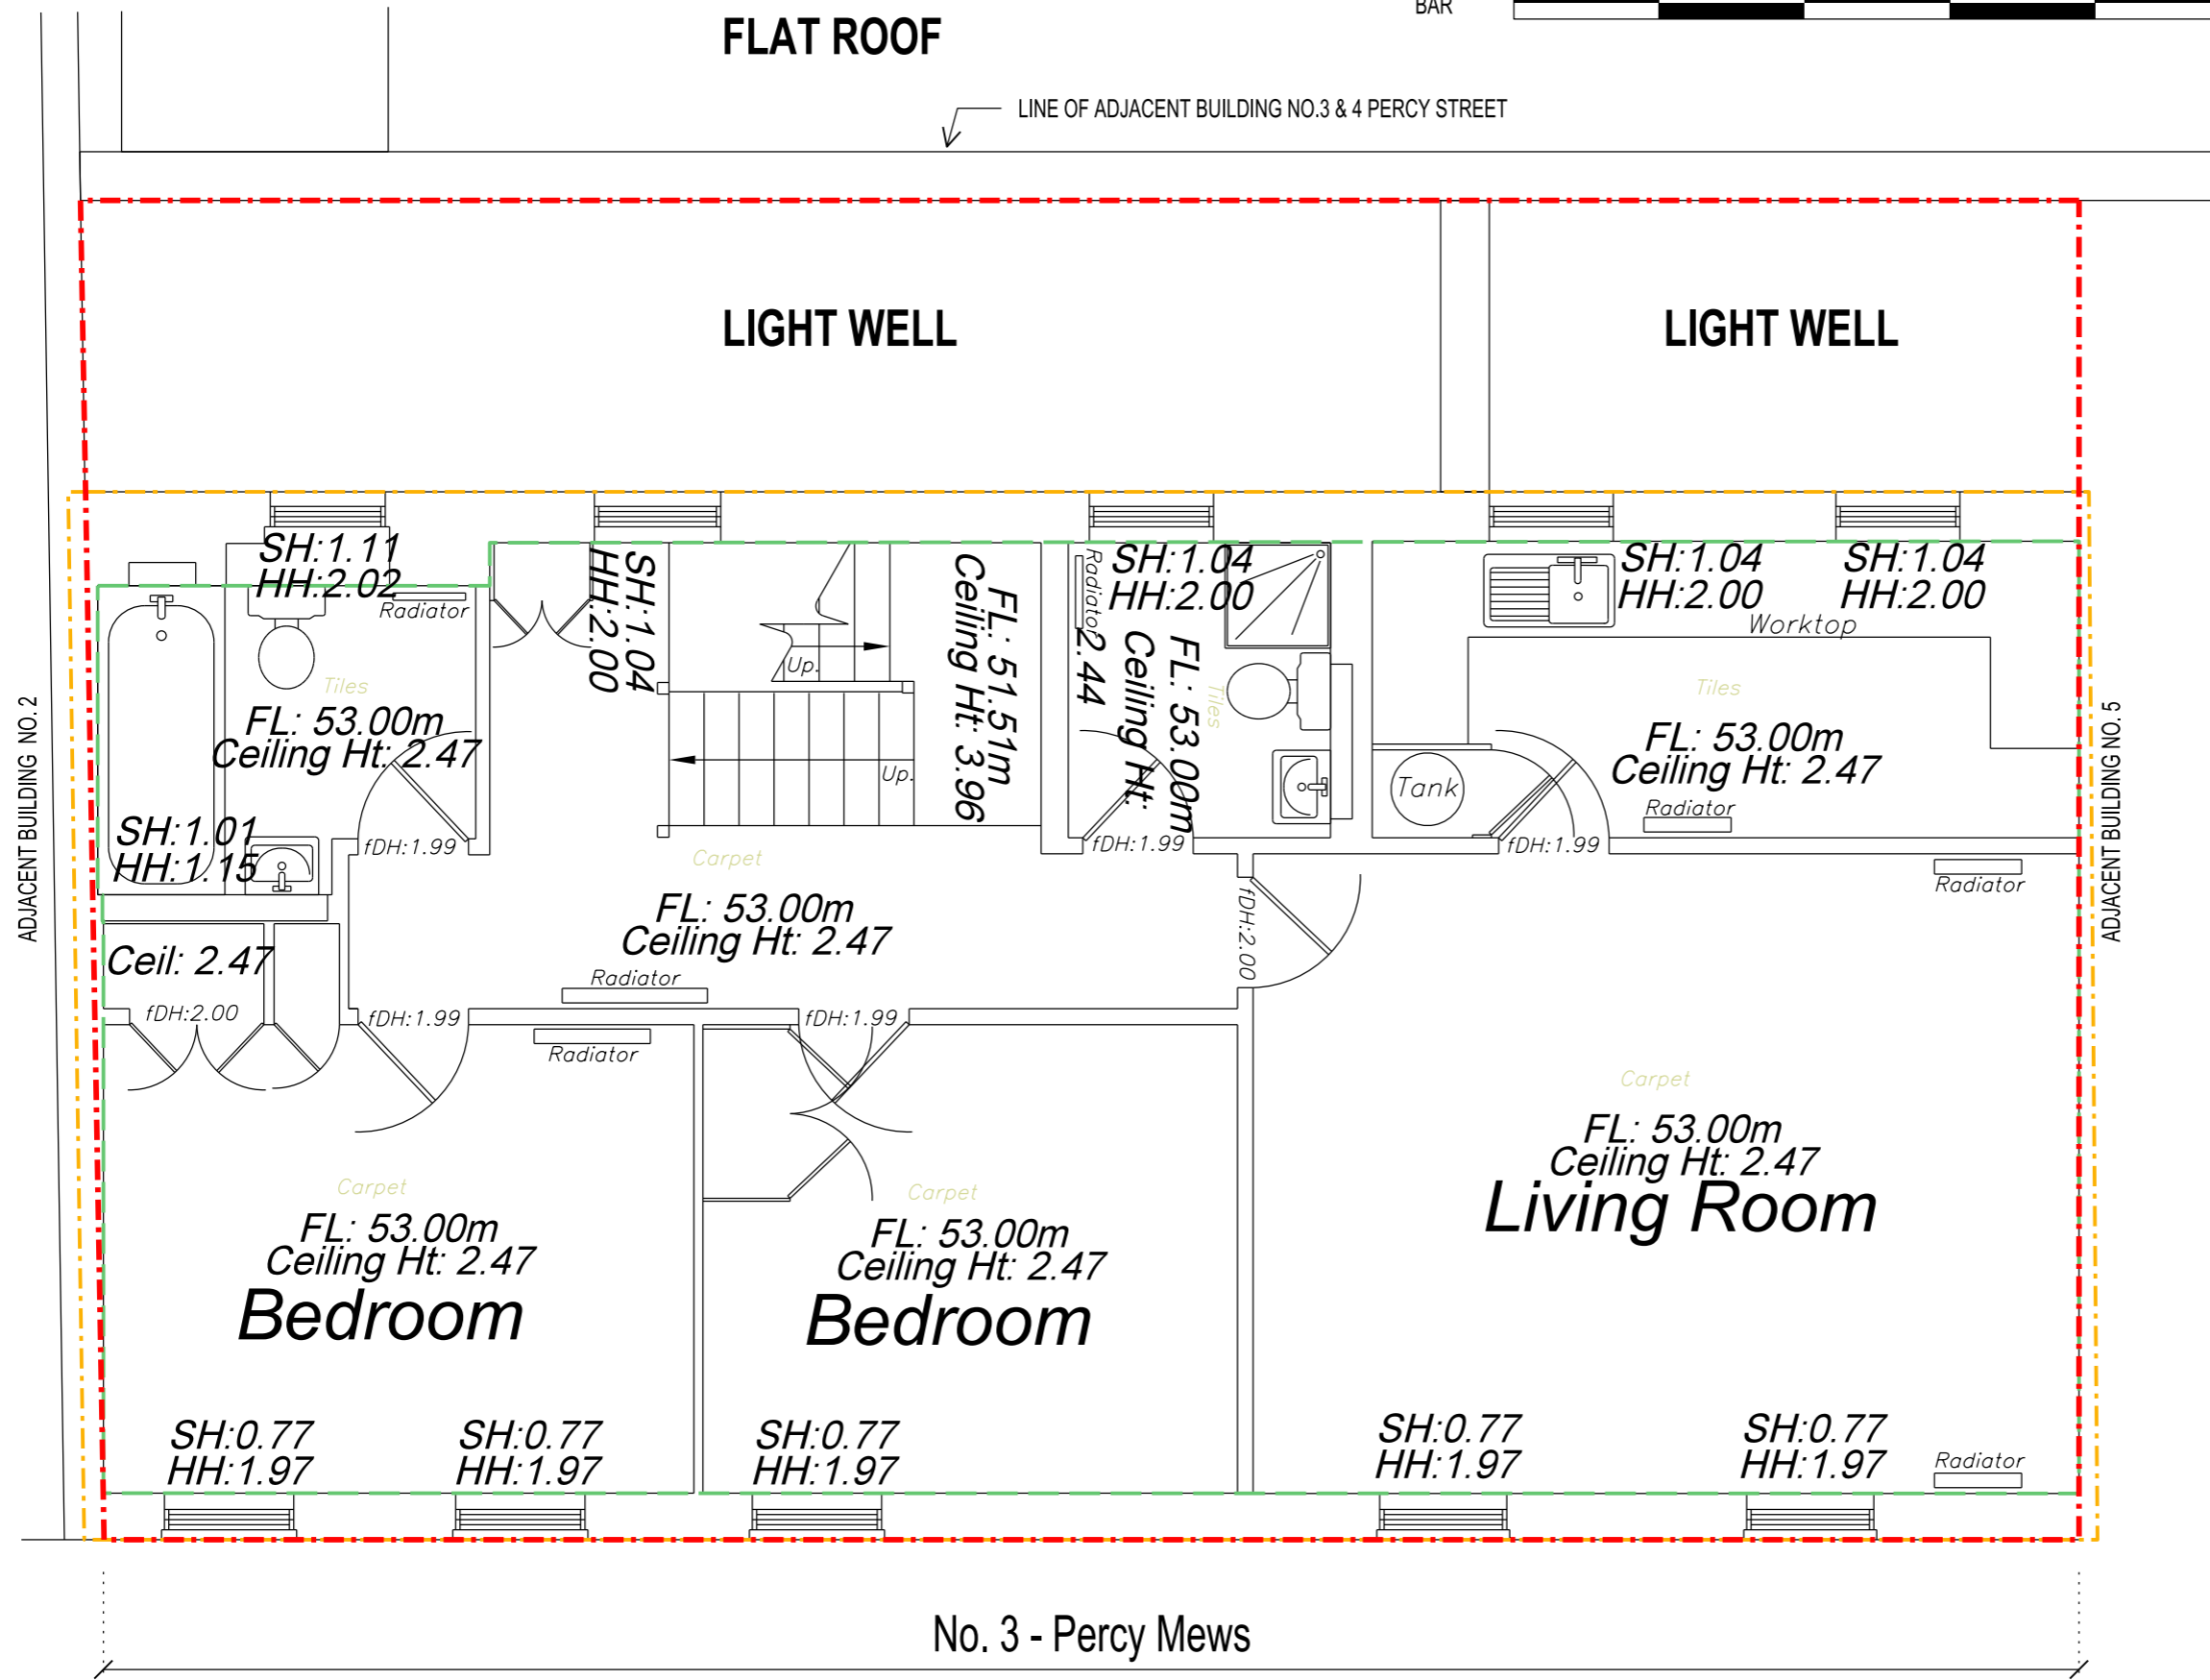 BAR
FLAT ROOF
LINE OF ADJACENT BUILDING NO.3 & 4 PERCY STREET
LIGHT WELL
LIGHT WELL
SH:1.11
HH:2.02
Radiator
SH:1.04
HH:2.00
Up.
Up.
FL: 51.51m
Ceiling Ht: 3.96
Radiator
SH:1.04
HH:2.00
FL: 53.00m
Ceiling Ht:
2.44
Tiles
SH:1.04
HH:2.00
SH:1.04
HH:2.00
Worktop
Tiles
FL: 53.00m
Ceiling Ht: 2.47
Radiator
Tank
Tiles
FL: 53.00m
Ceiling Ht: 2.47
SH:1.01
HH:1.15
fDH:1.99
fDH:1.99
fDH:1.99
ADJACENT BUILDING NO. 2
ADJACENT BUILDING NO. 5
Carpet
FL: 53.00m
Ceiling Ht: 2.47
Radiator
fDH:2.00
Radiator
Ceil: 2.47
fDH:2.00
fDH:1.99
fDH:1.99
Radiator
Carpet
FL: 53.00m
Ceiling Ht: 2.47
Bedroom
Carpet
FL: 53.00m
Ceiling Ht: 2.47
Bedroom
Carpet
FL: 53.00m
Ceiling Ht: 2.47
Living Room
SH:0.77
HH:1.97
SH:0.77
HH:1.97
SH:0.77
HH:1.97
SH:0.77
HH:1.97
SH:0.77
HH:1.97
Radiator
No. 3 - Percy Mews